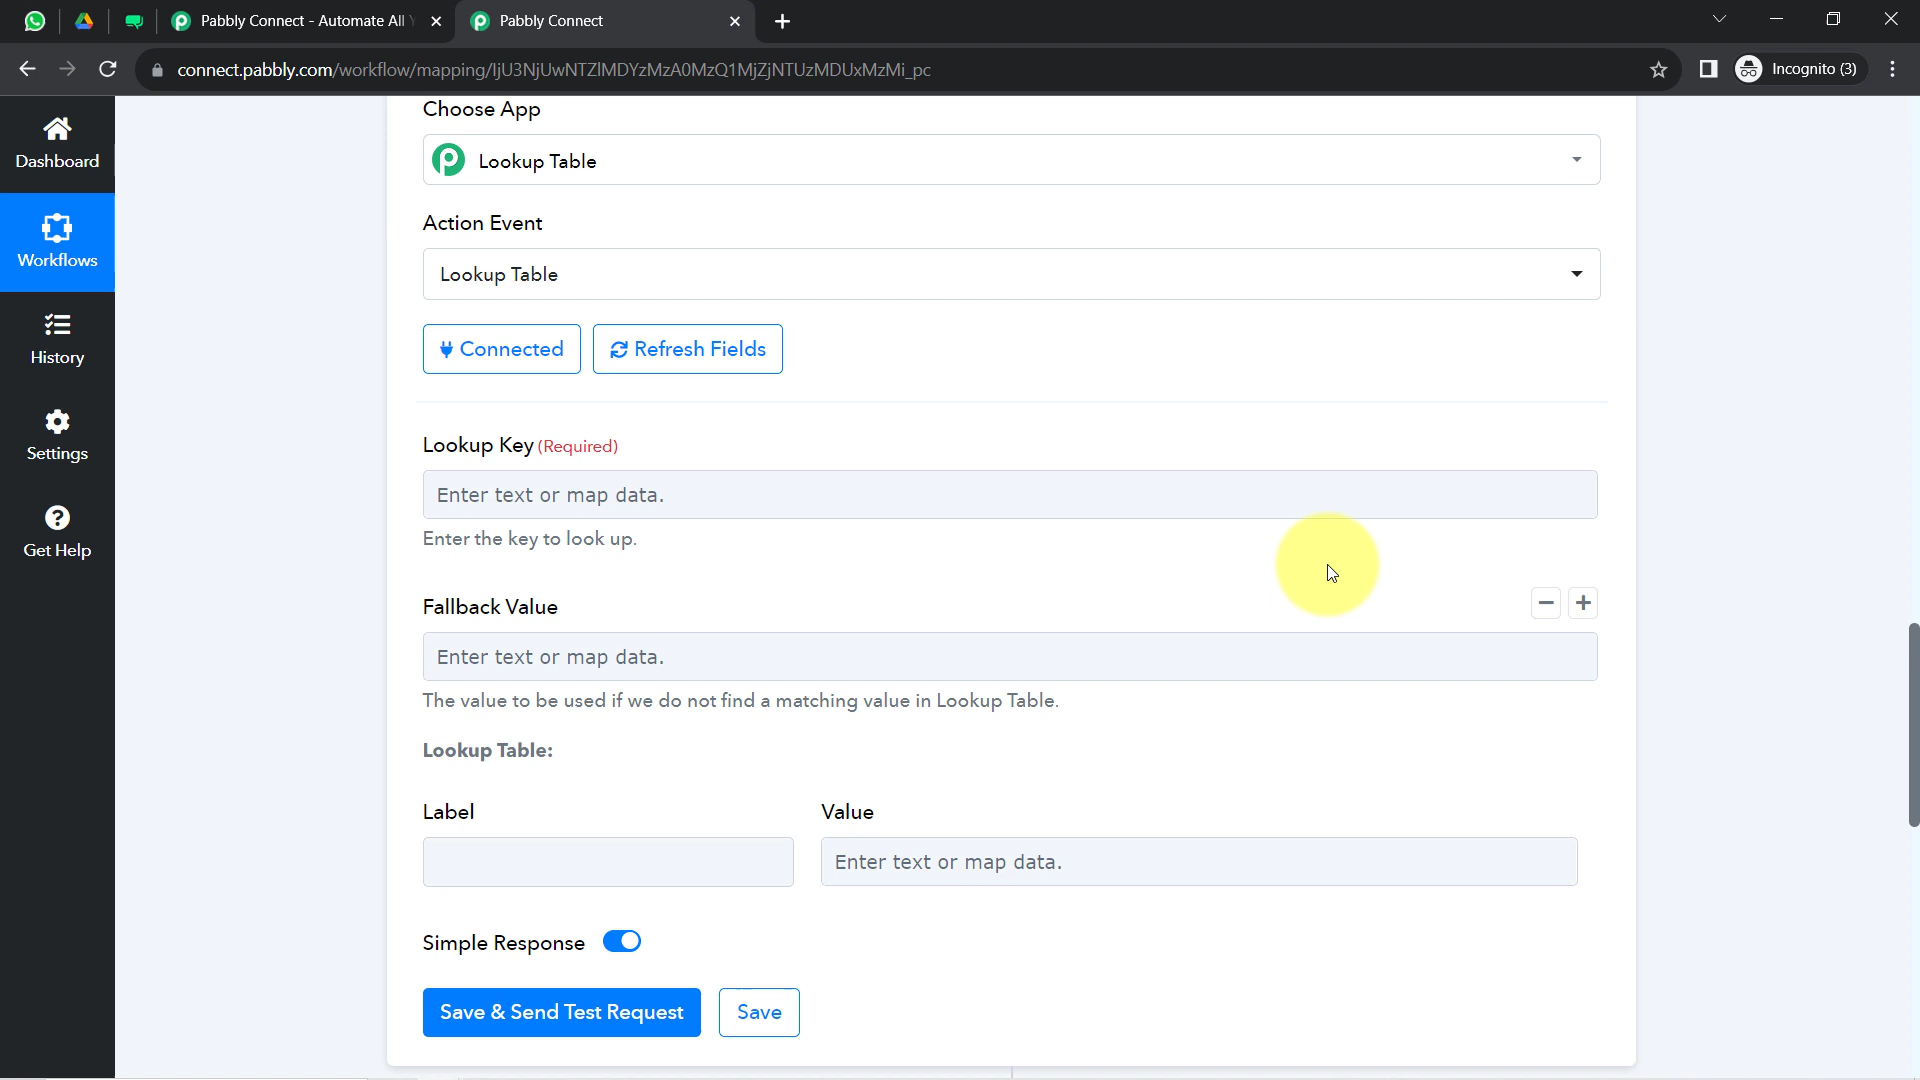 Pabbly Connect - Automate All
Pabbly Connect
connect.pabbly.com/workflow/mapping/IjU3NjUwNTZlMDYzMzA0MzQ1MjZjNTUzMDUxMzMi_pc
Incognito (3)
Dashboard
Workflows
History
Settings
Get Help
Choose App
Lookup Table
Action Event
Lookup Table
Connected
Refresh Fields
Lookup Key (Required)
Enter text or map data.
Enter the key to look up.
Fallback Value
Enter text or map data.
The value to be used if we do not find a matching value in Lookup Table.
Lookup Table:
Label
Value
Enter text or map data.
Simple Response
Save & Send Test Request
Save